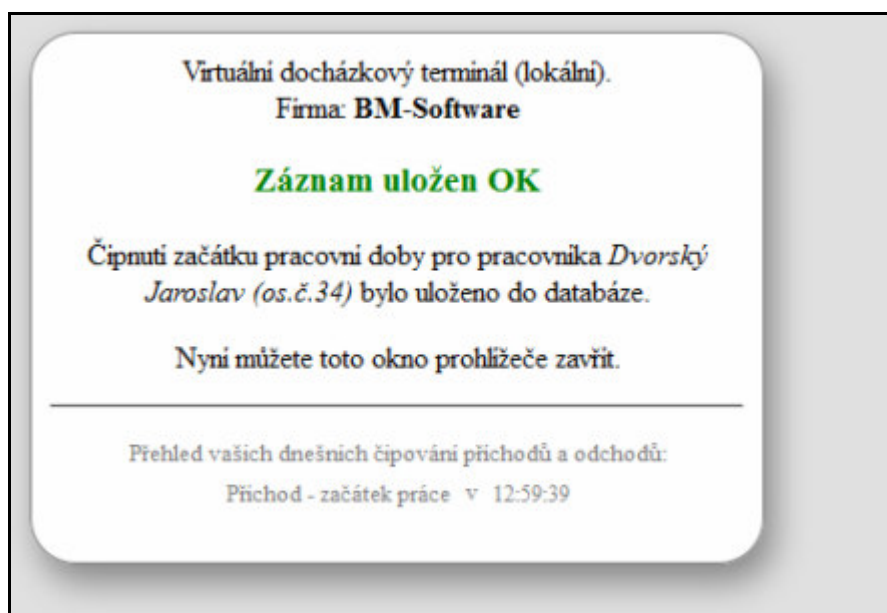 Virtuální docházkový terminál (lokální).
Firma: BM-Software
Záznam uložen OK
Čipnutí začátku pracovní doby pro pracovníka Dvorský
Jaroslav (os.č.34) bylo uloženo do databáze.
Nyní můžete toto okno prohlížeče zavřít.
Přehled vašich dnešních čipování příchodů a odchodů:
Příchod - začátek práce v 12:59:39